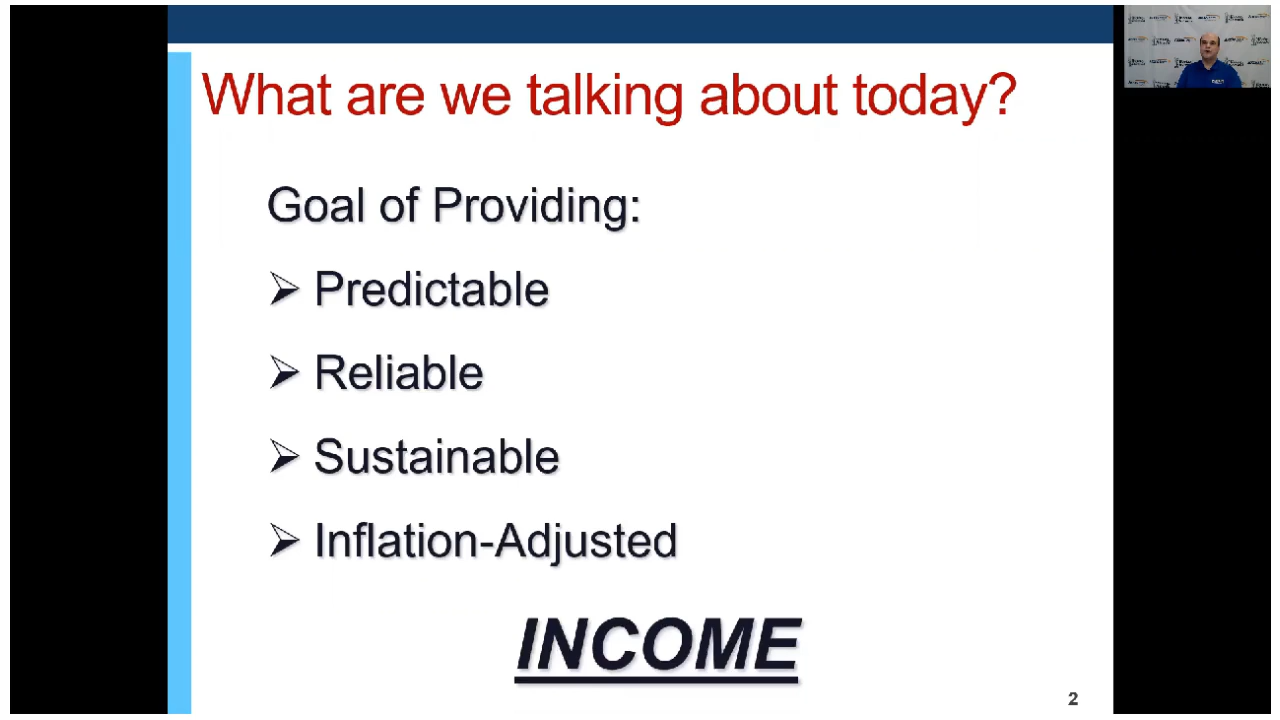 What are we talking about today?
Goal of Providing:
➢ Predictable
➢ Reliable
➢ Sustainable
➢ Inflation-Adjusted
INCOME
2